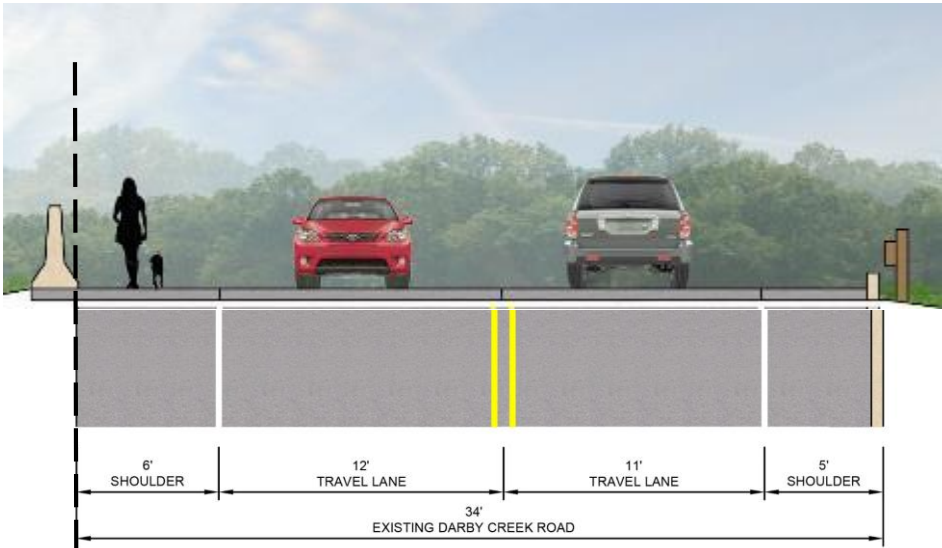 6'
SHOULDER
12'
TRAVEL LANE
11'
TRAVEL LANE
5'
SHOULDER
34'
EXISTING DARBY CREEK ROAD